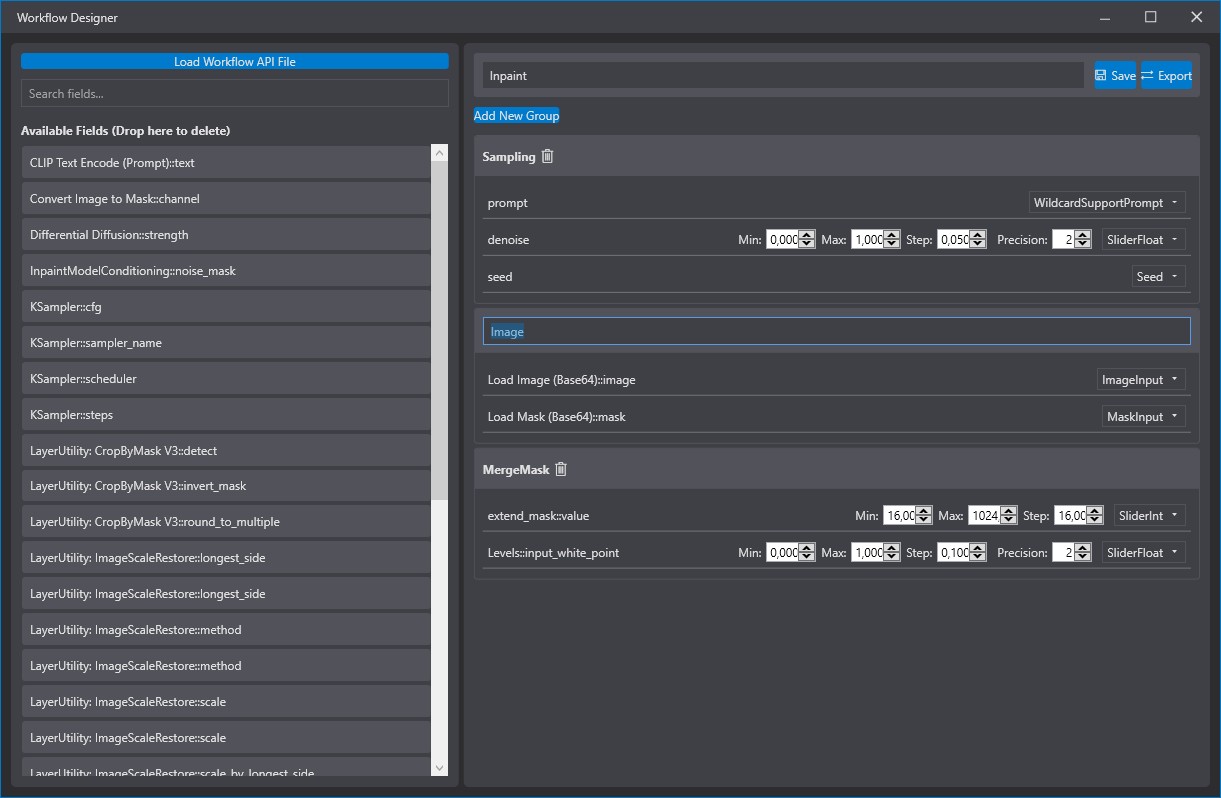 Workflow Designer
Load Workflow API File
Search fields...
Available Fields (Drop here to delete)
CLIP Text Encode (Prompt)::text
Convert Image to Mask::channel
Differential Diffusion::strength
InpaintModelConditioning::noise_mask
KSampler::cfg
KSampler::sampler_name
KSampler::scheduler
KSampler::steps
LayerUtility: CropByMask V3::detect
LayerUtility: CropByMask V3::invert_mask
LayerUtility: CropByMask V3::round_to_multiple
LayerUtility: ImageScaleRestore::longest_side
LayerUtility: ImageScaleRestore::longest_side
LayerUtility: ImageScaleRestore::method
LayerUtility: ImageScaleRestore::method
LayerUtility: ImageScaleRestore::scale
LayerUtility: ImageScaleRestore::scale
LayerUtility: ImageScaleRestore::scale_by_longest_side
Inpaint Save Export
Add New Group
Sampling
prompt WildcardSupportPrompt
denoise Min: 0,000 Max: 1,000 Step: 0,050 Precision: 2 SliderFloat
seed Seed
Image
Load Image (Base64)::image ImageInput
Load Mask (Base64)::mask MaskInput
MergeMask
extend_mask::value Min: 16,00 Max: 1024 Step: 16,00 SliderInt
Levels::input_white_point Min: 0,000 Max: 1,000 Step: 0,100 Precision: 2 SliderFloat